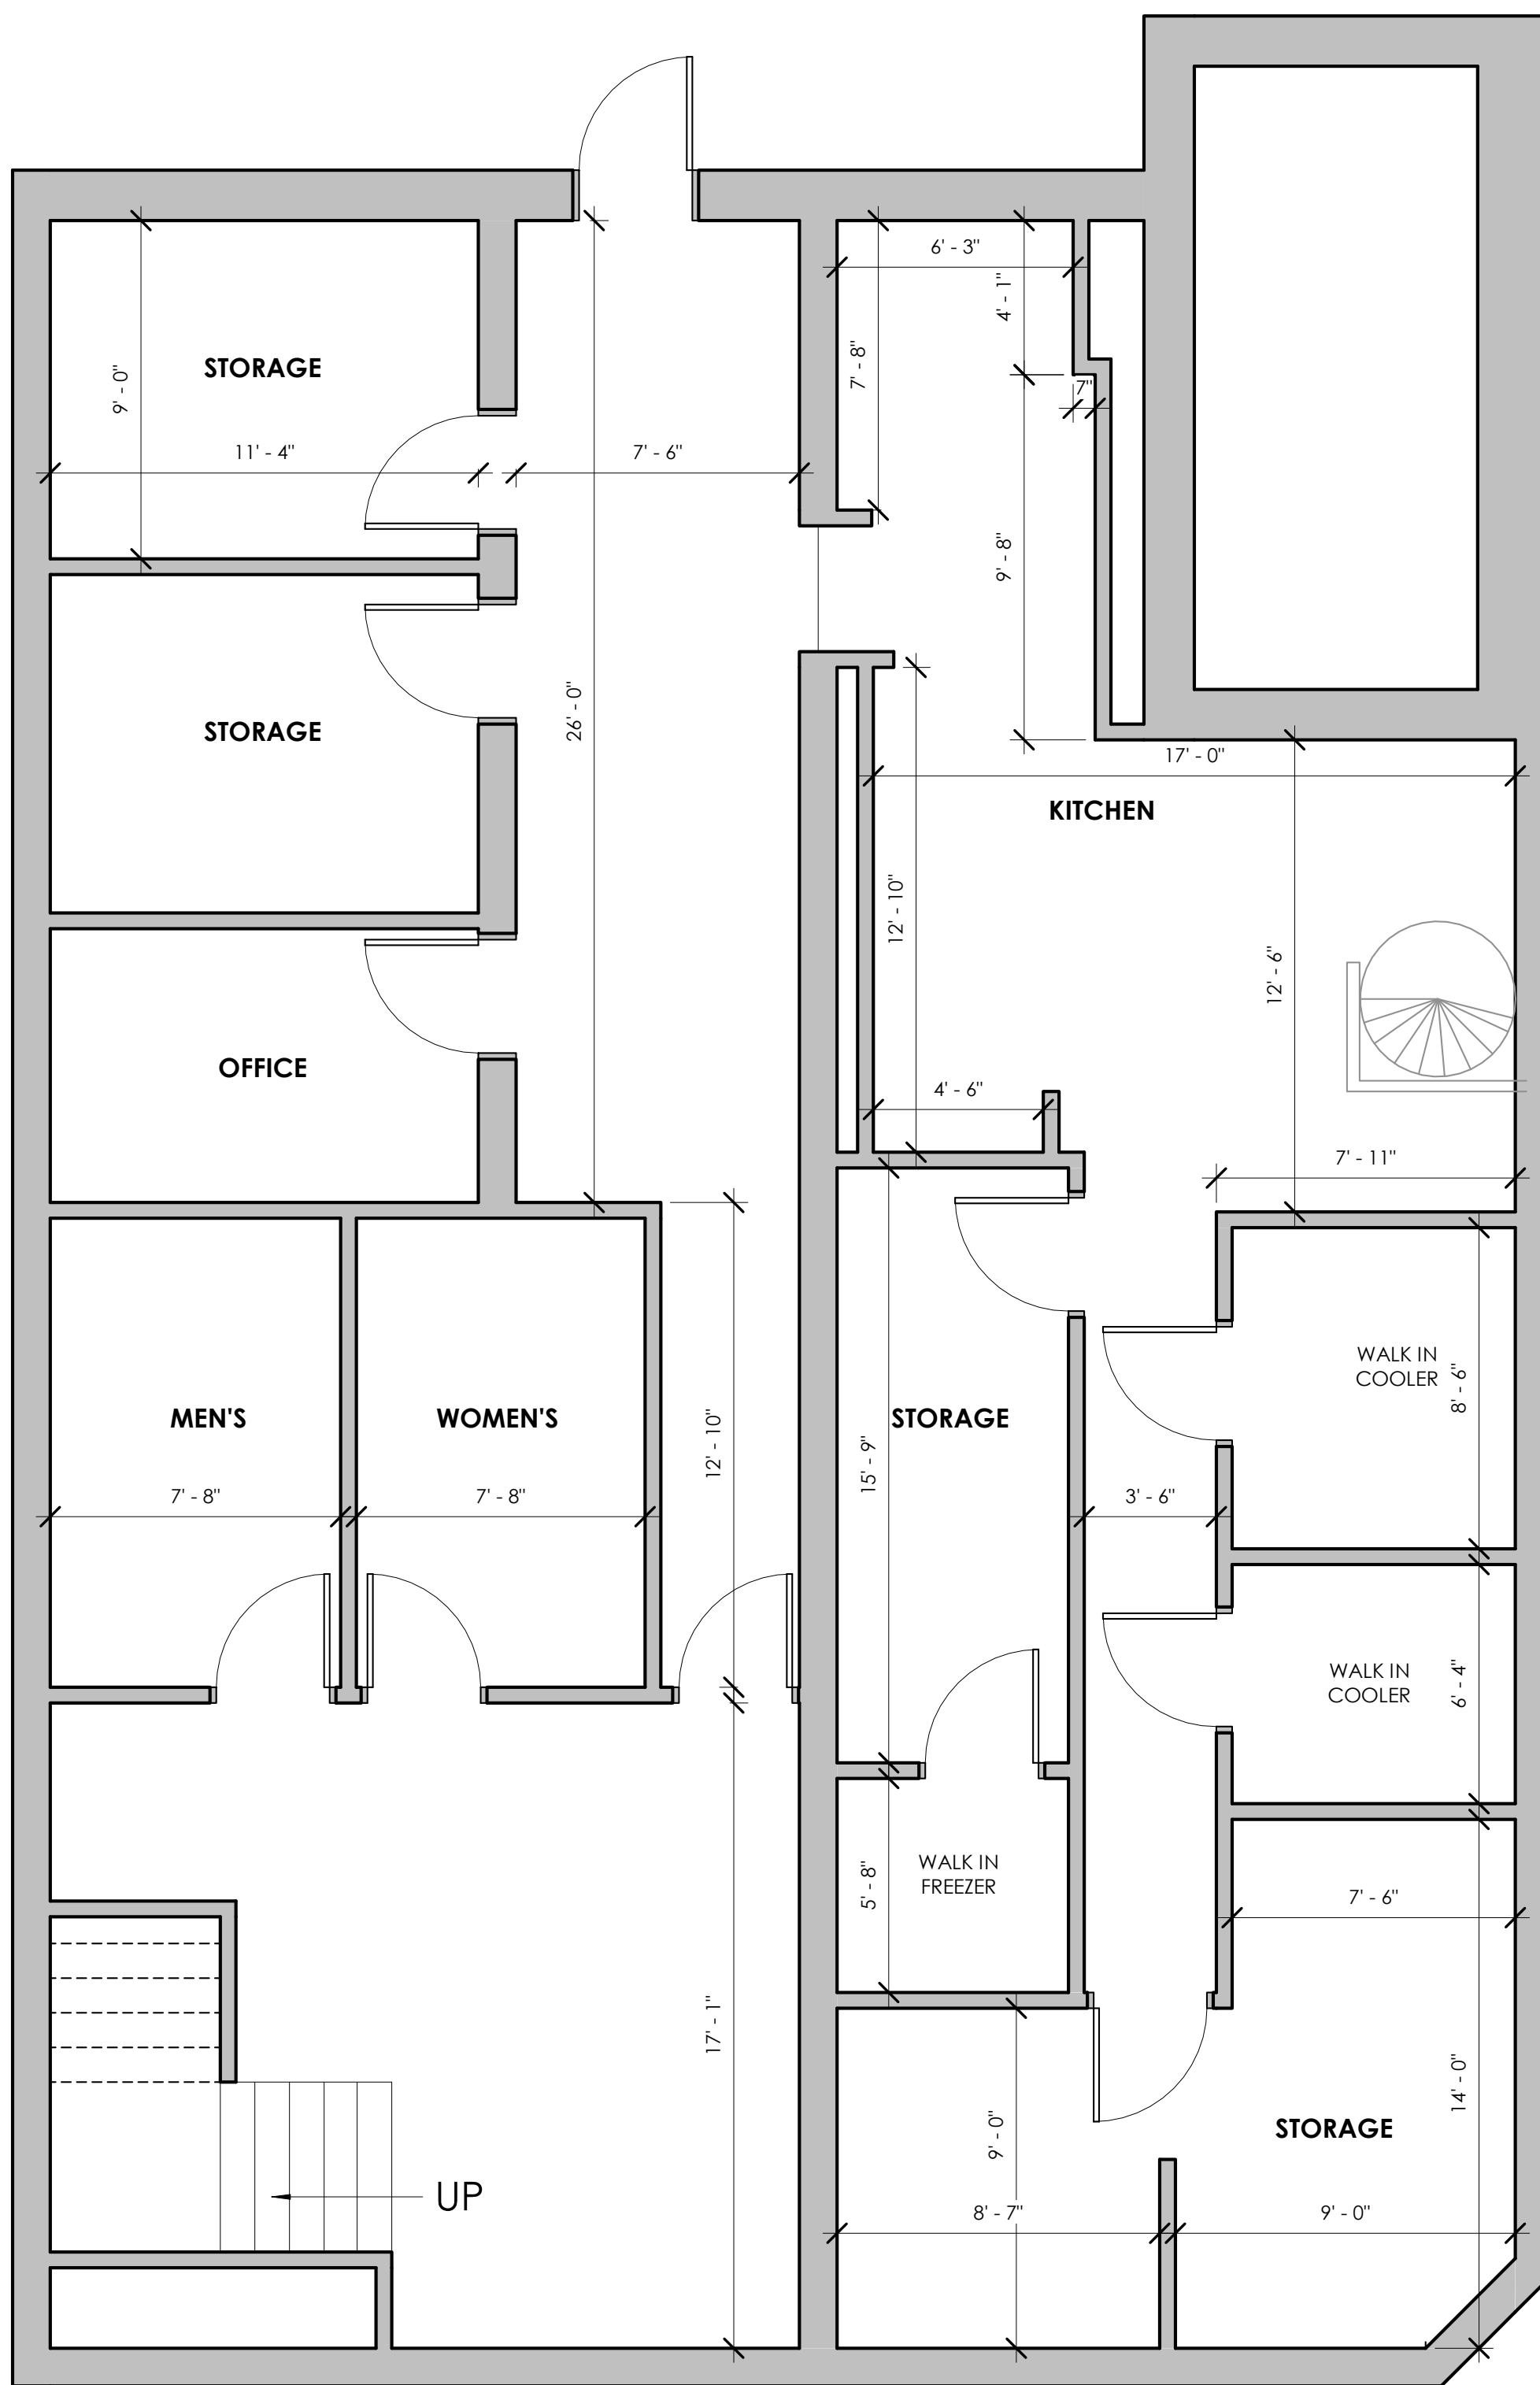 6' - 3"
4' - 1"
7' - 8"
STORAGE
9' - 0"
7"
11' - 4"
7' - 6"
9' - 8"
STORAGE
26' - 0"
17' - 0"
KITCHEN
12' - 10"
12' - 6"
OFFICE
4' - 6"
7' - 11"
WALK IN
COOLER
8' - 6"
MEN'S
WOMEN'S
STORAGE
12' - 10"
15' - 9"
7' - 8"
7' - 8"
3' - 6"
WALK IN
COOLER
6' - 4"
WALK IN
FREEZER
5' - 8"
7' - 6"
17' - 1"
14' - 0"
9' - 0"
STORAGE
UP
8' - 7"
9' - 0"